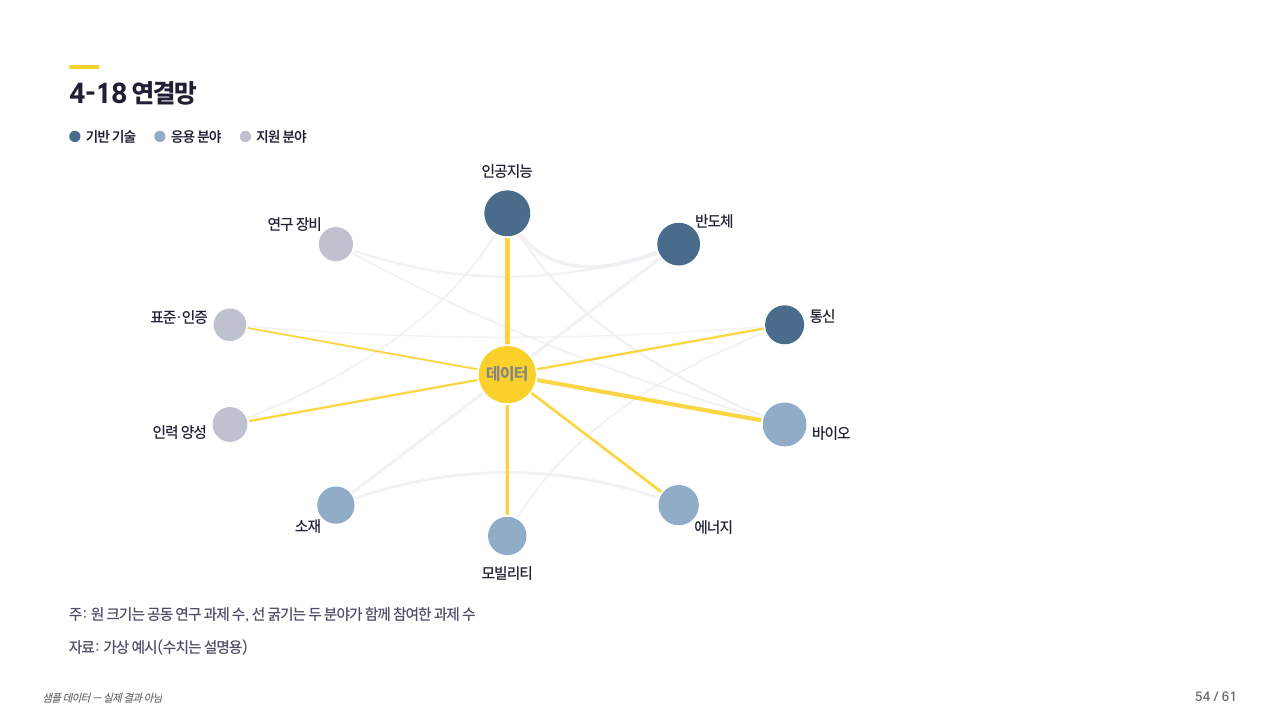 4-18 연결망
기반 기술 응용 분야 지원 분야
인공지능
연구 장비
반도체
표준·인증
통신
데이터
인력 양성
바이오
소재
에너지
모빌리티
주: 원 크기는 공동 연구 과제 수, 선 굵기는 두 분야가 함께 참여한 과제 수
자료: 가상 예시(수치는 설명용)
샘플 데이터 — 실제 결과 아님
54 / 61